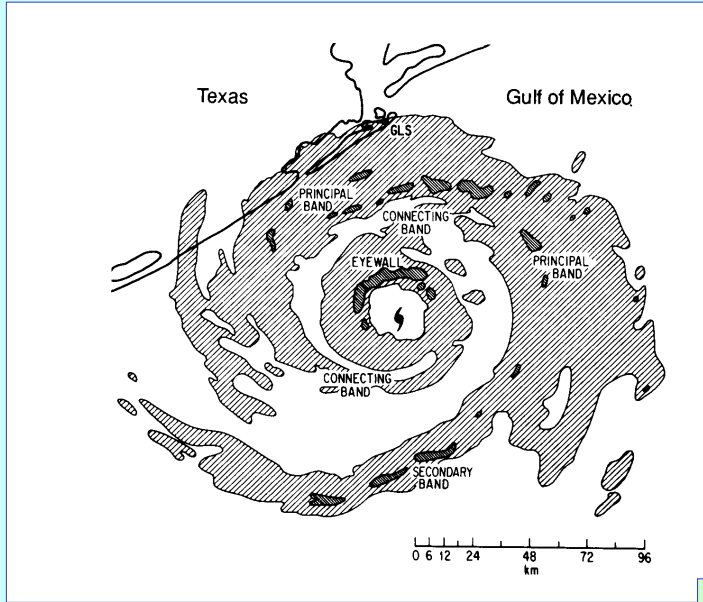 Texas
Gulf of Mexico
GLS
PRINCIPAL
BAND
CONNECTING
BAND
EYEWALL
PRINCIPAL
BAND
CONNECTING
BAND
SECONDARY
BAND
0 6 12 24 48 72 96
km